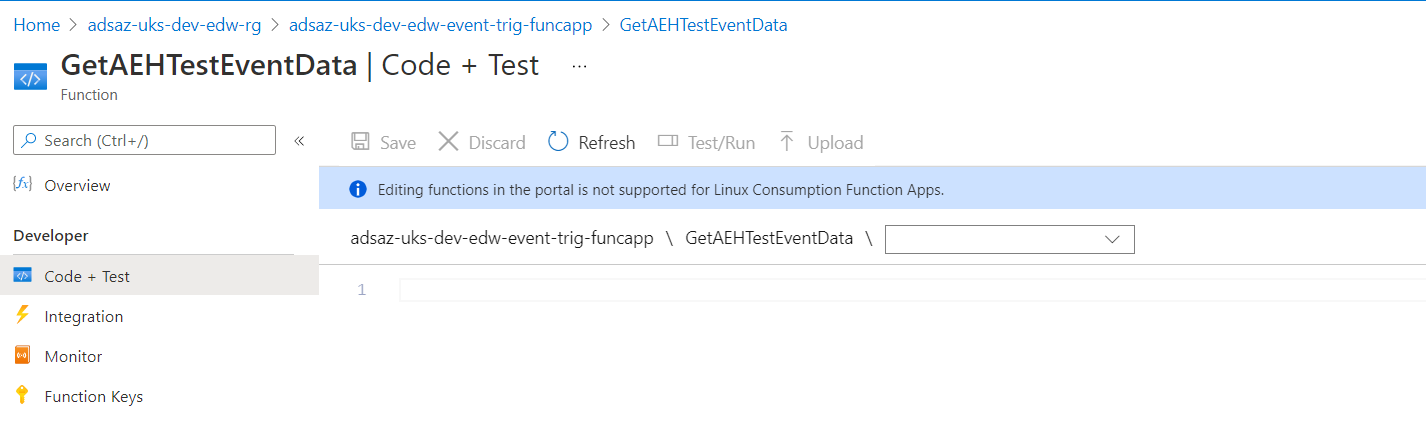 Home > adsaz-uks-dev-edw-rg > adsaz-uks-dev-edw-event-trig-funcapp > GetAEHTestEventData
GetAEHTestEventData | Code + Test ...
Function
Search (Ctrl+/) «
Save Discard Refresh Test/Run Upload
Overview
Editing functions in the portal is not supported for Linux Consumption Function Apps.
Developer
adsaz-uks-dev-edw-event-trig-funcapp \ GetAEHTestEventData \
Code + Test
1
Integration
Monitor
Function Keys